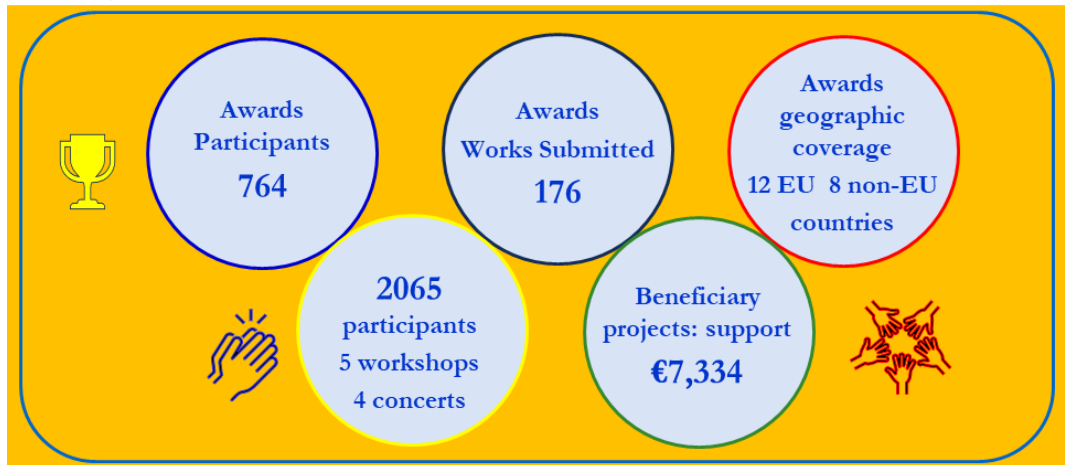 Awards
Participants
764
Awards
Works Submitted
176
Awards
geographic
coverage
12 EU 8 non-EU
countries
2065
participants
5 workshops
4 concerts
Beneficiary
projects: support
€7,334